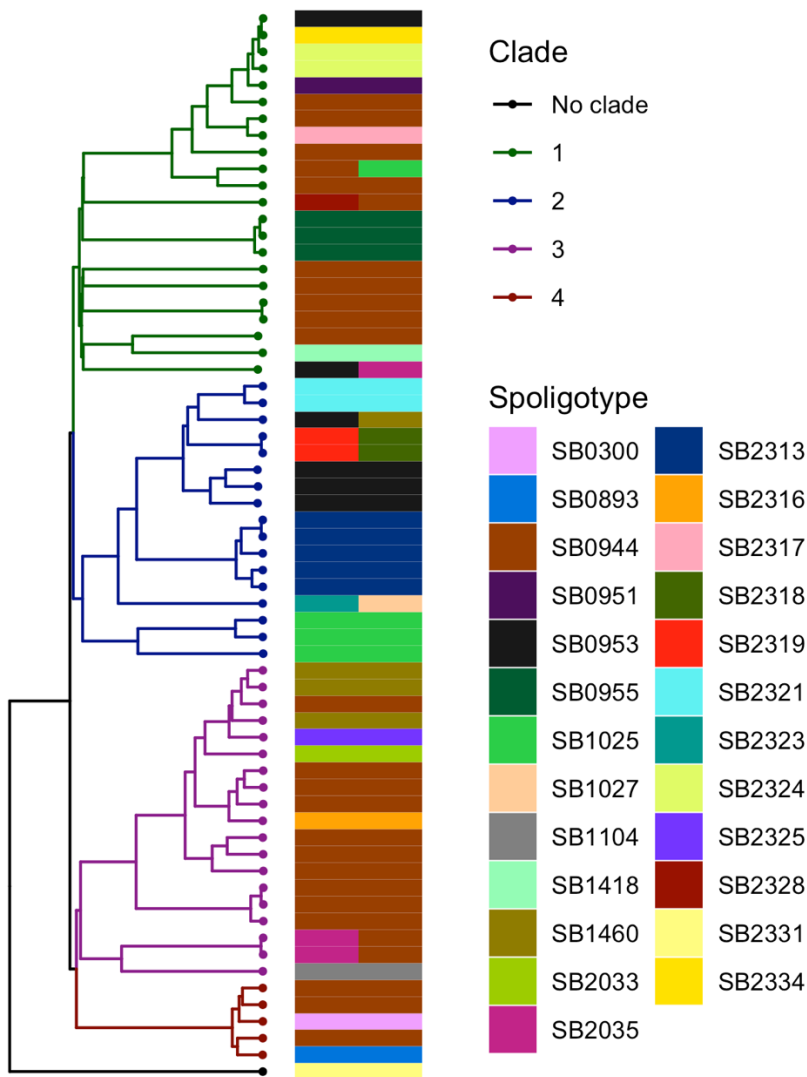 Clade
No clade
1
2
3
4
Spoligotype
SB0300 SB2313
SB0893 SB2316
SB0944 SB2317
SB0951 SB2318
SB0953 SB2319
SB0955 SB2321
SB1025 SB2323
SB1027 SB2324
SB1104 SB2325
SB1418 SB2328
SB1460 SB2331
SB2033 SB2334
SB2035